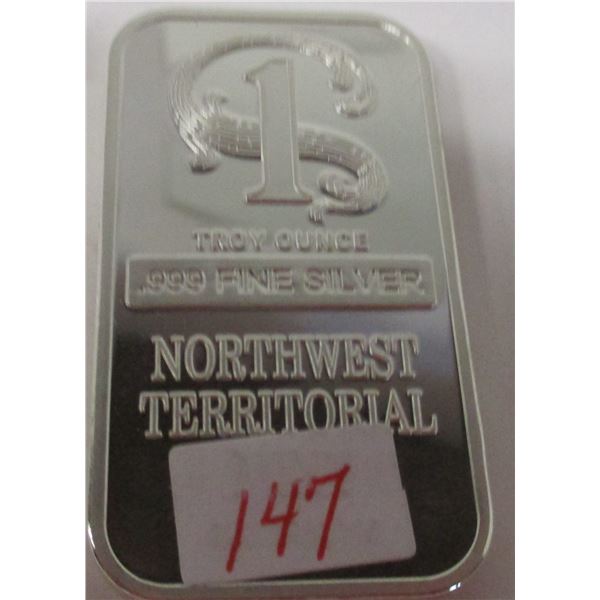 1
TROY OUNCE
.999 FINE SILVER
NORTHWEST
TERRITORIAL
147